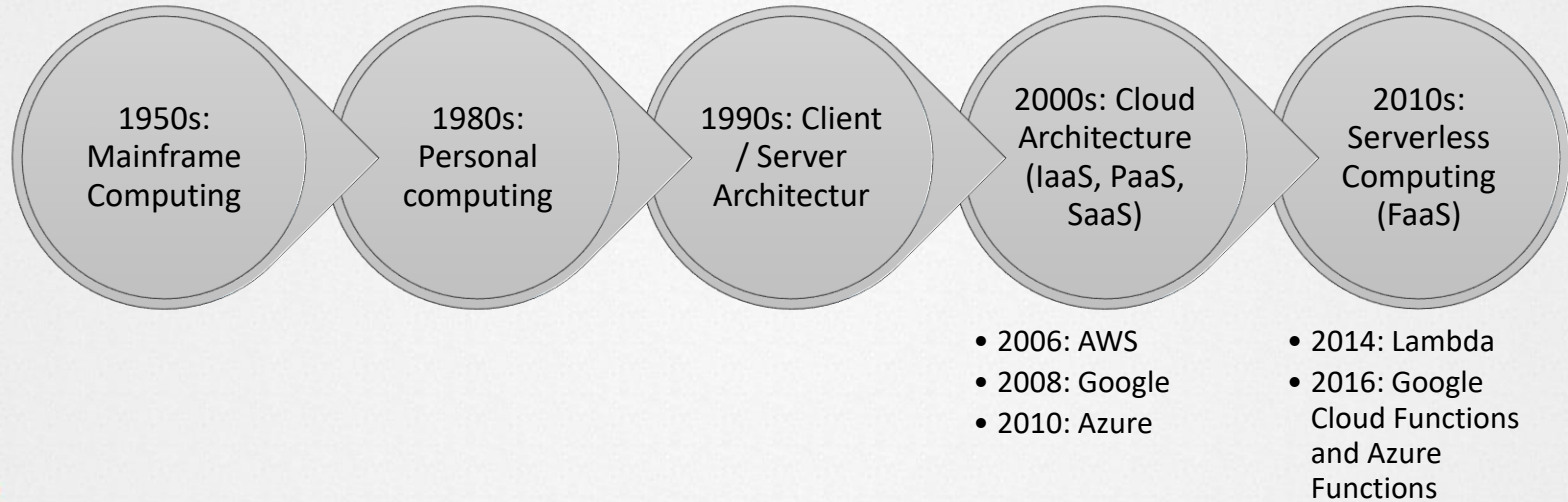 1950s:
Mainframe
Computing
1980s:
Personal
computing
1990s: Client
/ Server
Architectur
2000s: Cloud
Architecture
(IaaS, PaaS,
SaaS)
• 2006: AWS
• 2008: Google
• 2010: Azure
2010s:
Serverless
Computing
(FaaS)
• 2014: Lambda
• 2016: Google
Cloud Functions
and Azure
Functions